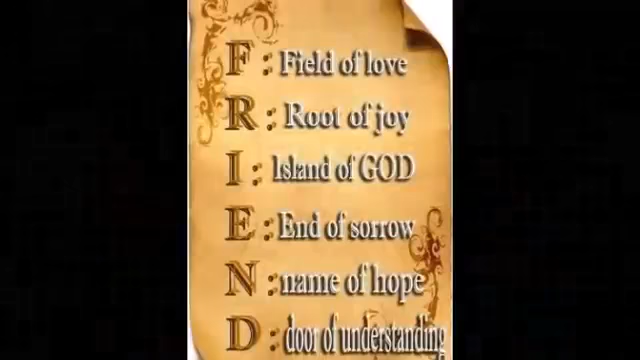 F : Field of love
R : Root of joy
I : Island of GOD
E : End of sorrow
N : name of hope
D : door of understanding